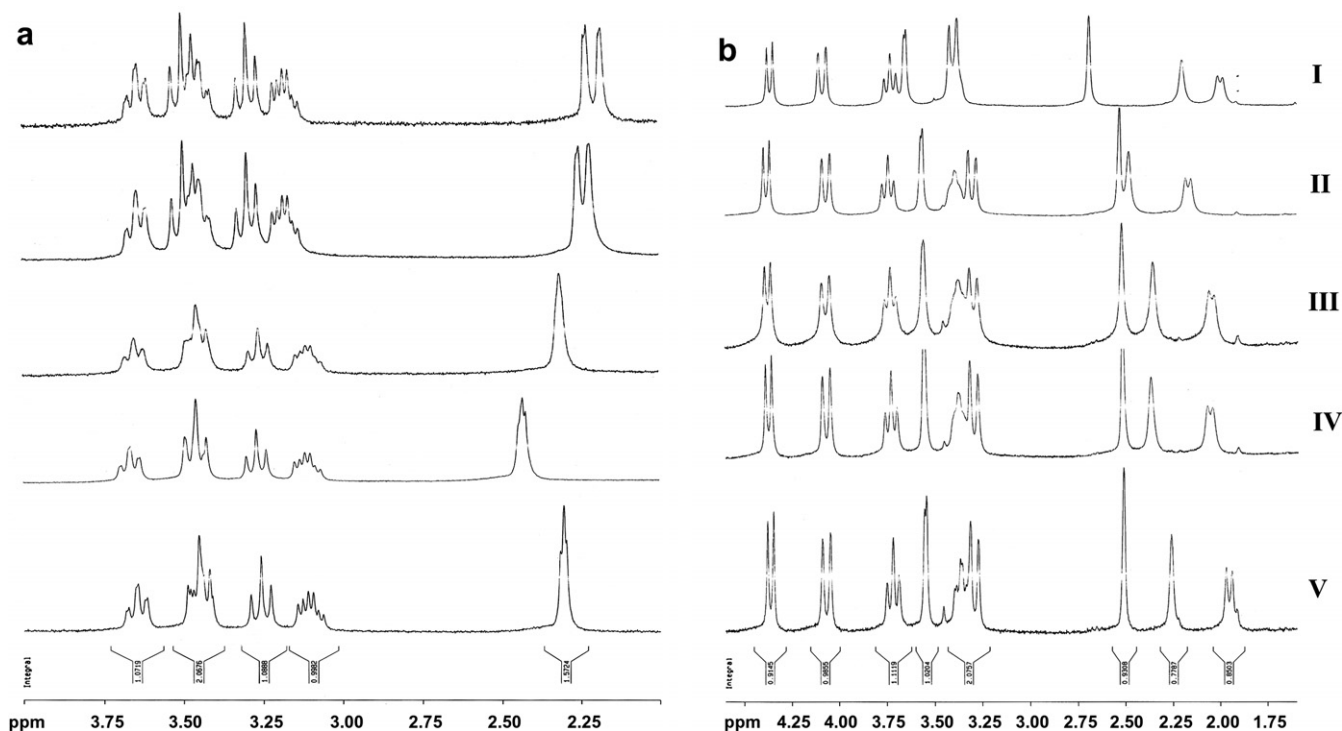 a
b
I
II
III
IV
V
Integral
1.0719
2.0676
1.0888
0.9982
1.5724
ppm 3.75 3.50 3.25 3.00 2.75 2.50 2.25
Integral
0.9145
0.9855
1.1119
1.0204
2.0757
0.9308
0.7787
0.8503
ppm 4.25 4.00 3.75 3.50 3.25 3.00 2.75 2.50 2.25 2.00 1.75